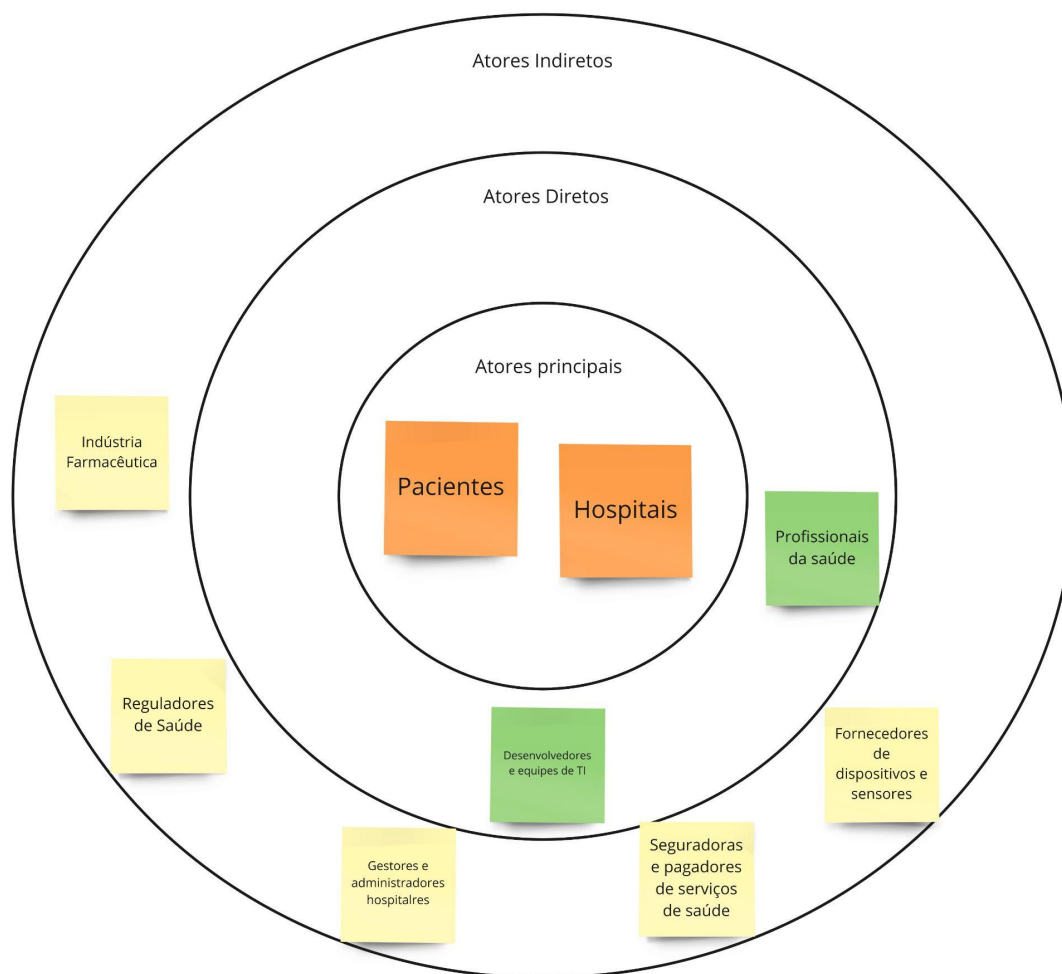 Atores Indiretos
Atores Diretos
Atores principais
Indústria
Farmacêutica
Pacientes
Hospitais
Profissionais
da saúde
Reguladores
de Saúde
Desenvolvedores
e equipes de TI
Fornecedores
de
dispositivos e
sensores
Gestores e
administradores
hospitalres
Seguradoras
e pagadores
de serviços
de saúde